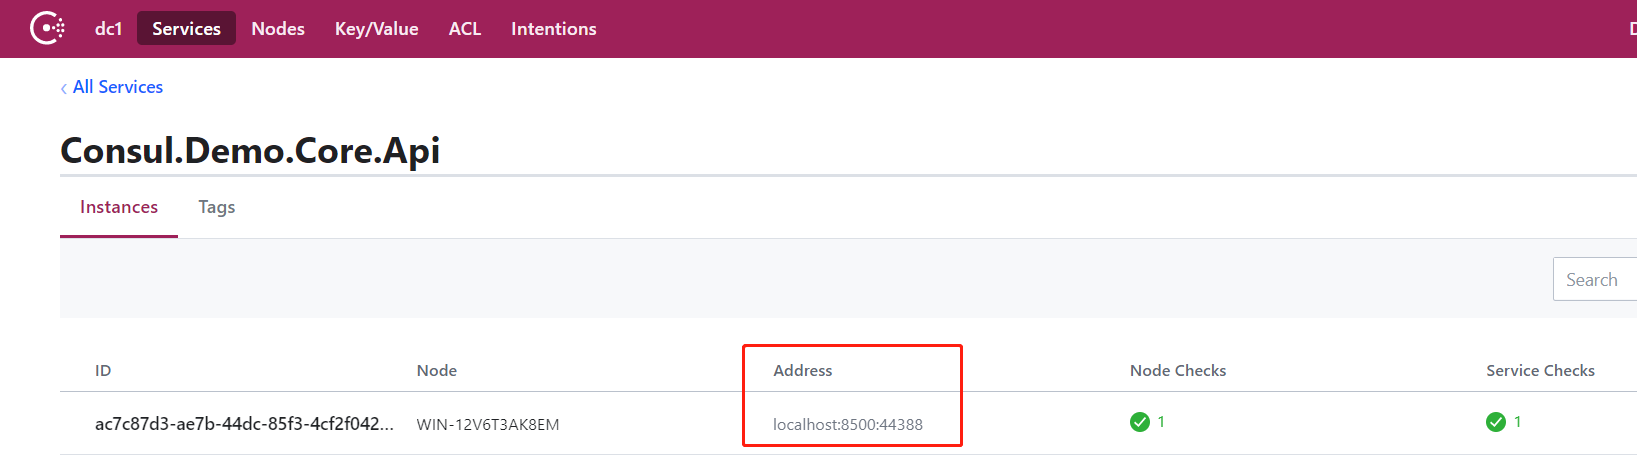 dc1 Services Nodes Key/Value ACL Intentions
‹ All Services
Consul.Demo.Core.Api
Instances Tags
Search
ID Node Address Node Checks Service Checks
ac7c87d3-ae7b-44dc-85f3-4cf2f042... WIN-12V6T3AK8EM localhost:8500:44388 1 1